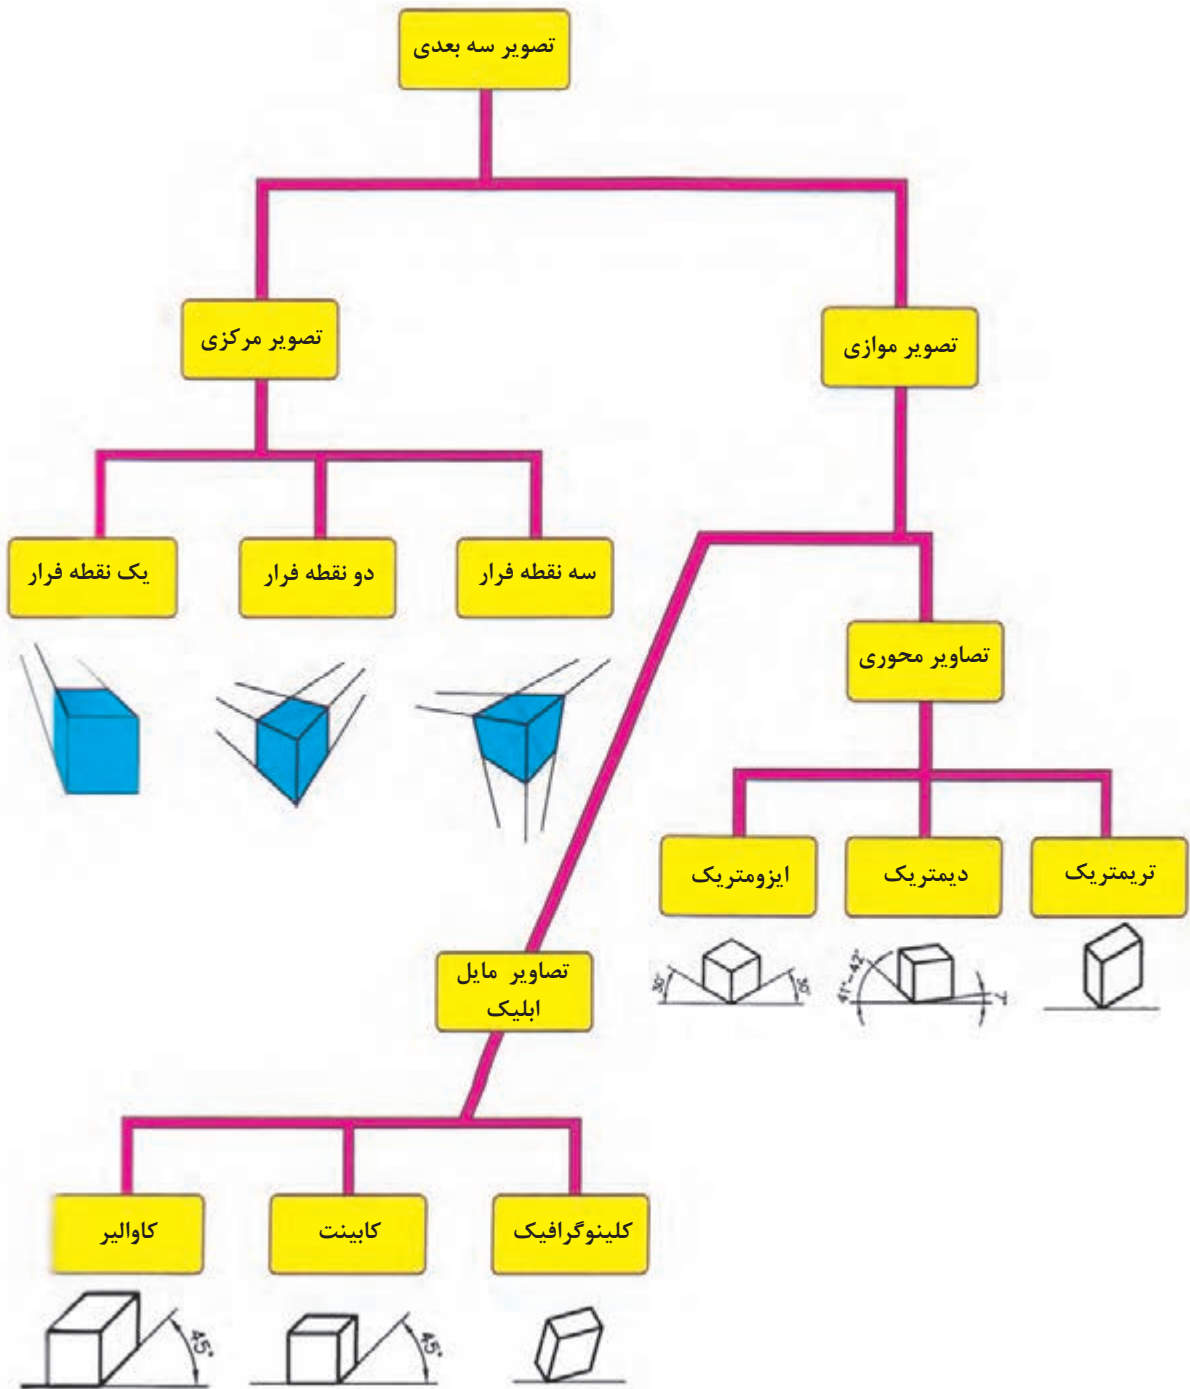 تصویر سه بعدی
تصویر موازی
تصویر مرکزی
سه نقطه فرار
دو نقطه فرار
یک نقطه فرار
تصاویر محوری
تریمتریک
دیمتریک
ایزومتریک
7°
41°-42°
30°
30°
تصاویر مایل
ابلیک
کلینوگرافیک
کابینت
کاوالیر
45°
45°